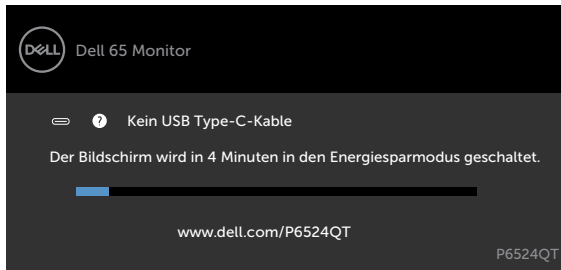 DELL
Dell 65 Monitor
? Kein USB Type-C-Kable
Der Bildschirm wird in 4 Minuten in den Energiesparmodus geschaltet.
www.dell.com/P6524QT
P6524QT